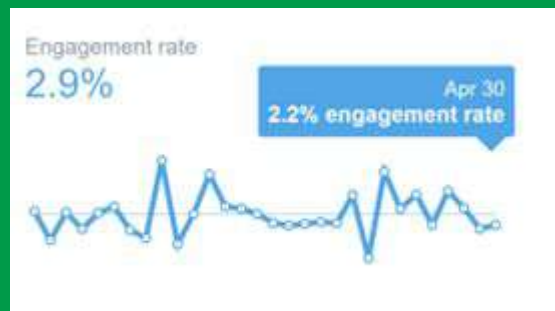 Engagement rate
2.9%
Apr 30
2.2% engagement rate